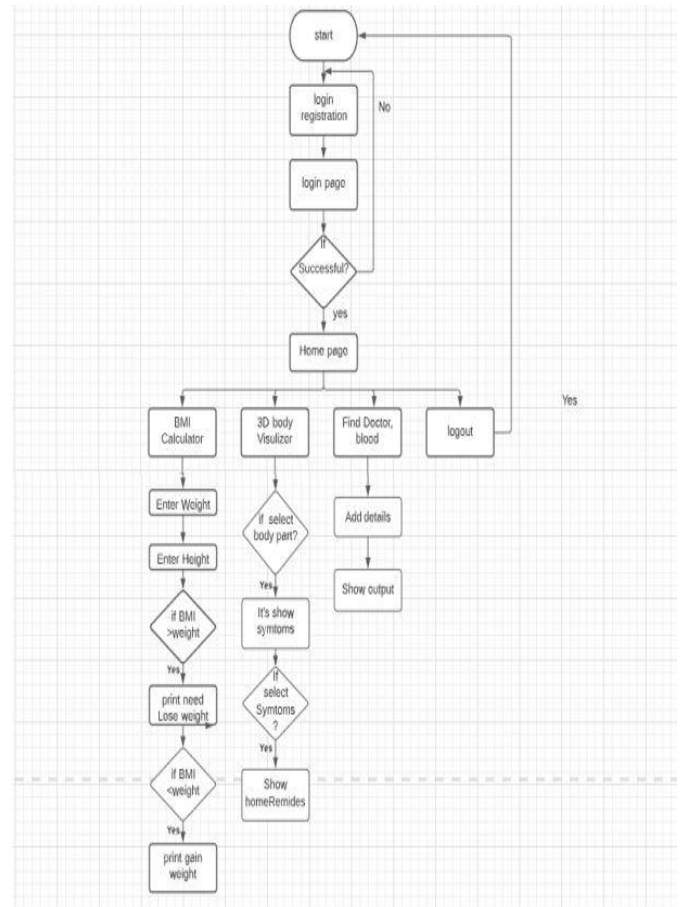 start
login
registration
No
login page
If
Successful?
yes
Home page
BMI
Calculator
3D body
Visulizer
Find Doctor,
blood
logout
Yes
Enter Weight
if select
body part?
Add details
Enter Height
Yes
Show output
if BMI
>weight
It's show
symtoms
Yes
If
select
Symtoms
?
print need
Lose weight
Yes
if BMI
<weight
Show
homeRemides
Yes
print gain
weight